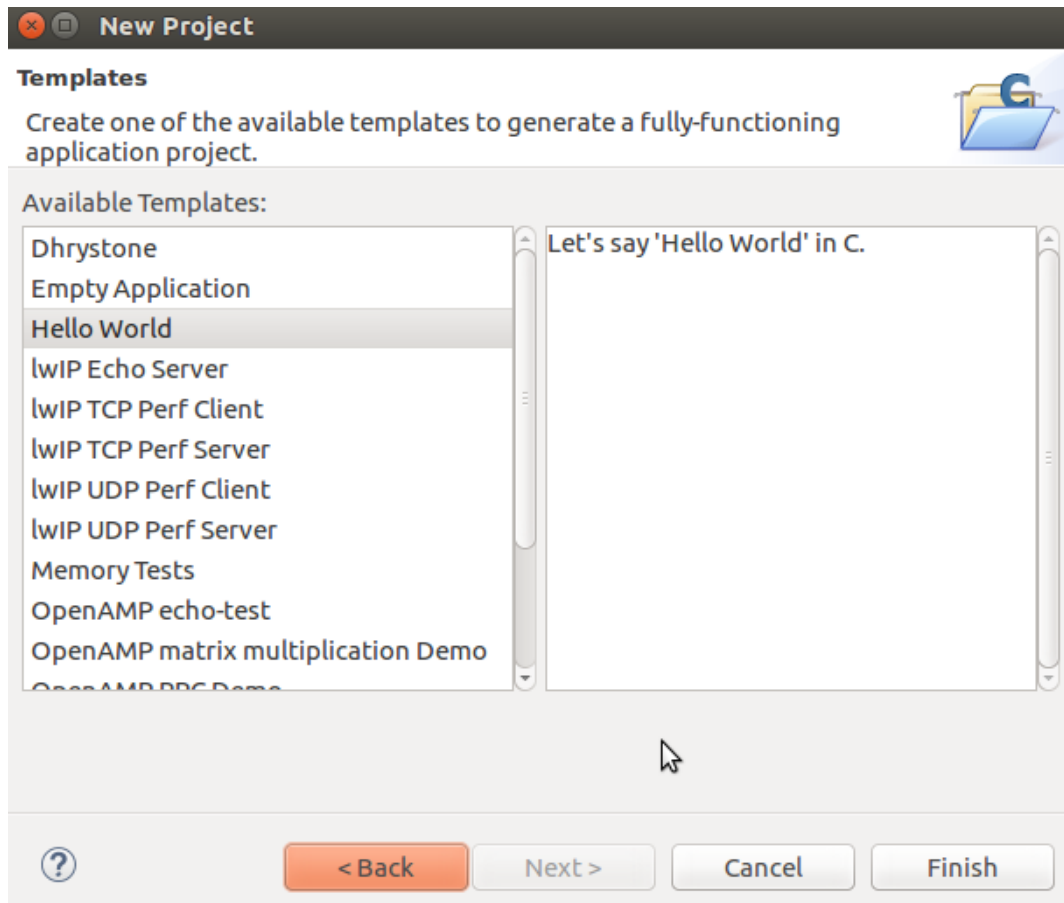 New Project
Templates
Create one of the available templates to generate a fully-functioning
application project.
Available Templates:
Dhrystone
Empty Application
Hello World
lwIP Echo Server
lwIP TCP Perf Client
lwIP TCP Perf Server
lwIP UDP Perf Client
lwIP UDP Perf Server
Memory Tests
OpenAMP echo-test
OpenAMP matrix multiplication Demo
OpenAMP RPC Demo
Let's say 'Hello World' in C.
< Back
Next >
Cancel
Finish